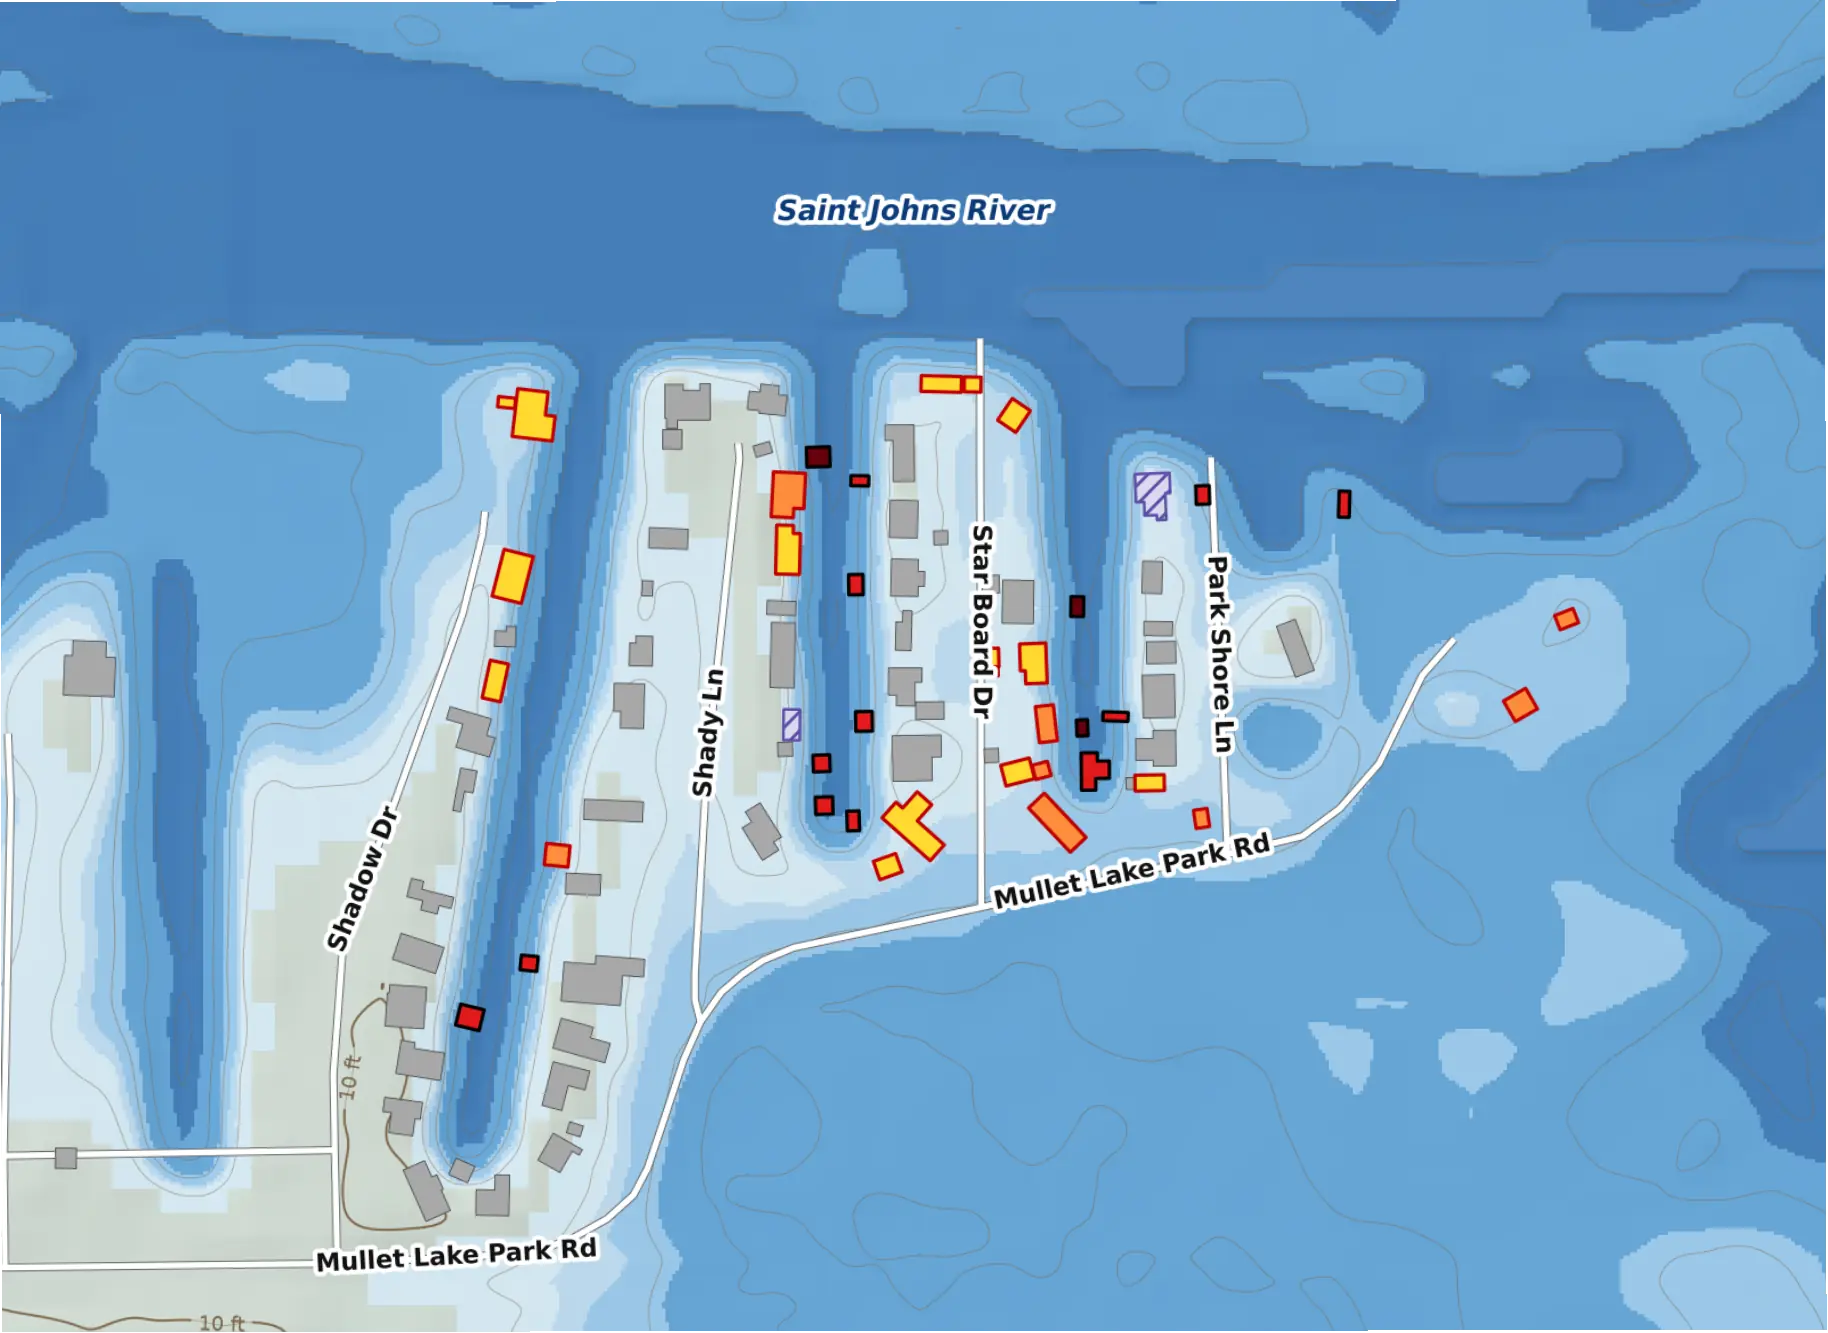 Saint Johns River
Star Board Dr
Park Shore Ln
Shady Ln
Shadow Dr
Mullet Lake Park Rd
10 ft
Mullet Lake Park Rd
10 ft